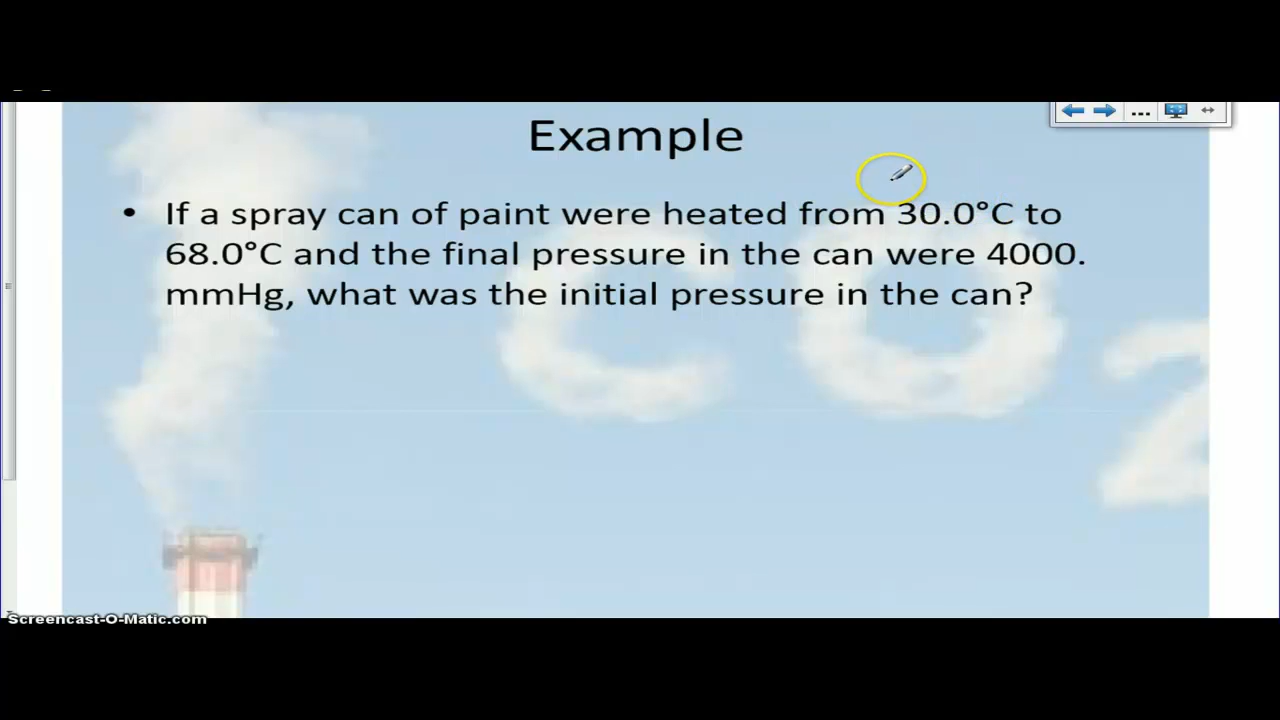 Example
• If a spray can of paint were heated from 30.0°C to
68.0°C and the final pressure in the can were 4000.
mmHg, what was the initial pressure in the can?
CO2
...
Screencast-O-Matic.com